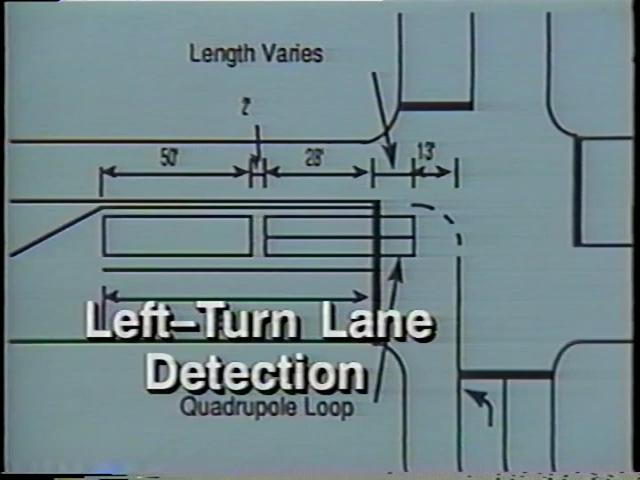 Length Varies
2'
50'
28'
13'
Left–Turn Lane
Detection
Quadrupole Loop